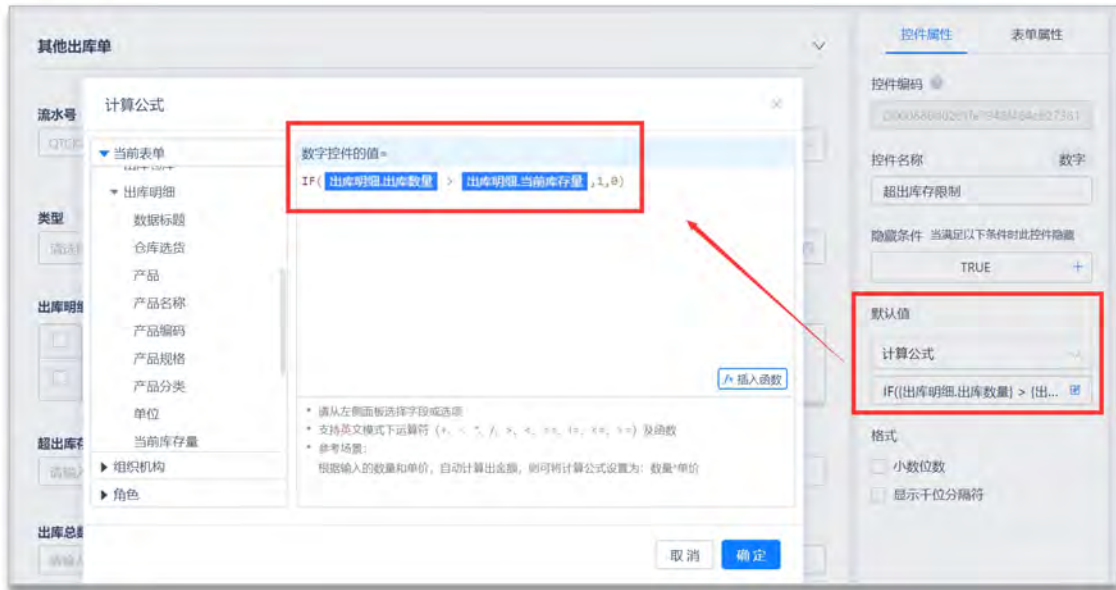 其他出库单
流水号
类型
出库明细
计算公式
当前表单
出库明细
数据标题
仓库选货
产品
产品名称
产品编码
产品规格
产品分类
单位
当前库存量
组织机构
角色
数字控件的值=
IF( 出库明细.出库数量 > 出库明细.当前库存量 ,1,0)
fx 插入函数
* 请从左侧面板选择字段或选项
* 支持英文模式下运算符 (+, -, *, /, >, <, ==, !=, <=, >=) 及函数
* 参考场景:
根据输入的数量和单价，自动计算出金额，则可将计算公式设置为: 数量*单价
取消
确定
超出库存
出库总数
控件属性
表单属性
控件编码
控件名称
数字
超出库存限制
隐藏条件 当满足以下条件时此控件隐藏
TRUE +
默认值
计算公式
IF({出库明细.出库数量} > {出...
格式
小数位数
显示千位分隔符